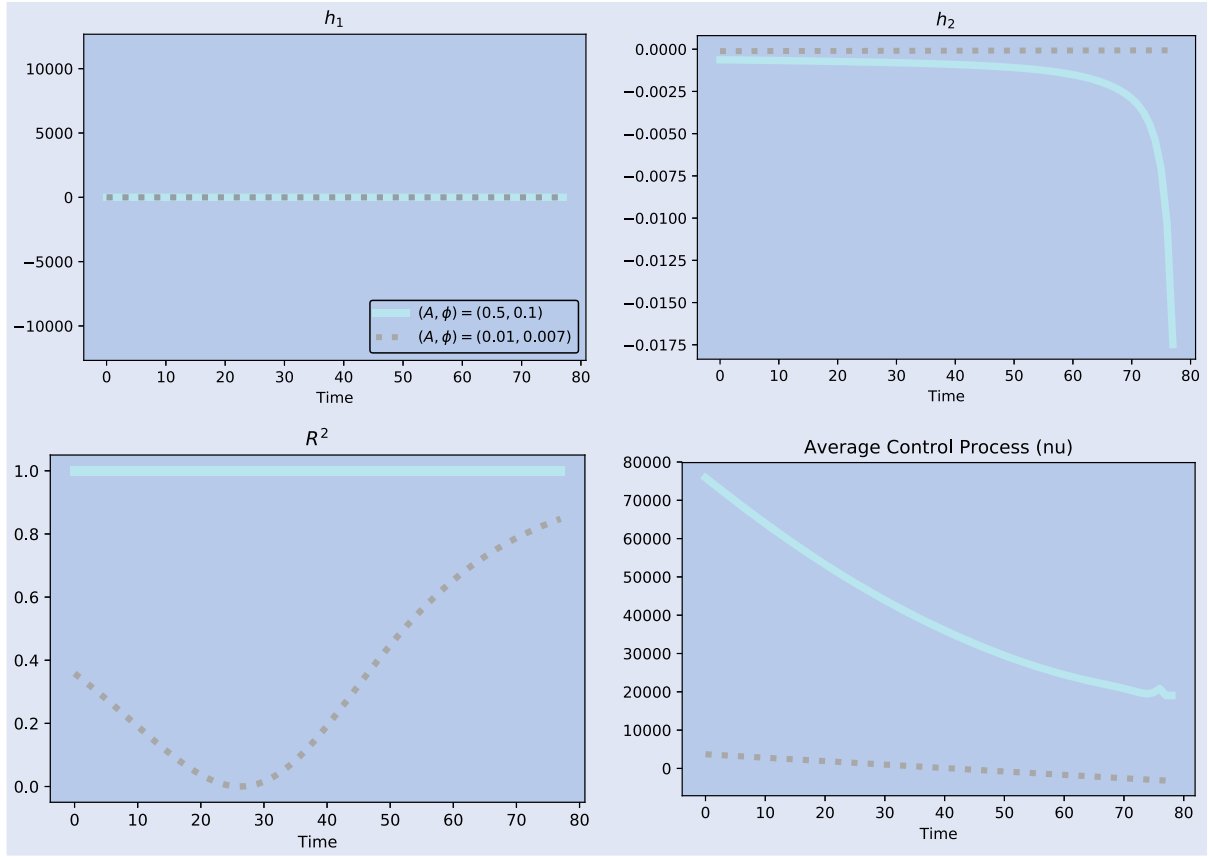 h₁
10000
5000
0
−5000
−10000
0 10 20 30 40 50 60 70 80
Time
(A, ϕ) = (0.5, 0.1)
(A, ϕ) = (0.01, 0.007)
h₂
0.0000
−0.0025
−0.0050
−0.0075
−0.0100
−0.0125
−0.0150
−0.0175
0 10 20 30 40 50 60 70 80
Time
R²
1.0
0.8
0.6
0.4
0.2
0.0
0 10 20 30 40 50 60 70 80
Time
Average Control Process (nu)
80000
70000
60000
50000
40000
30000
20000
10000
0
0 10 20 30 40 50 60 70 80
Time